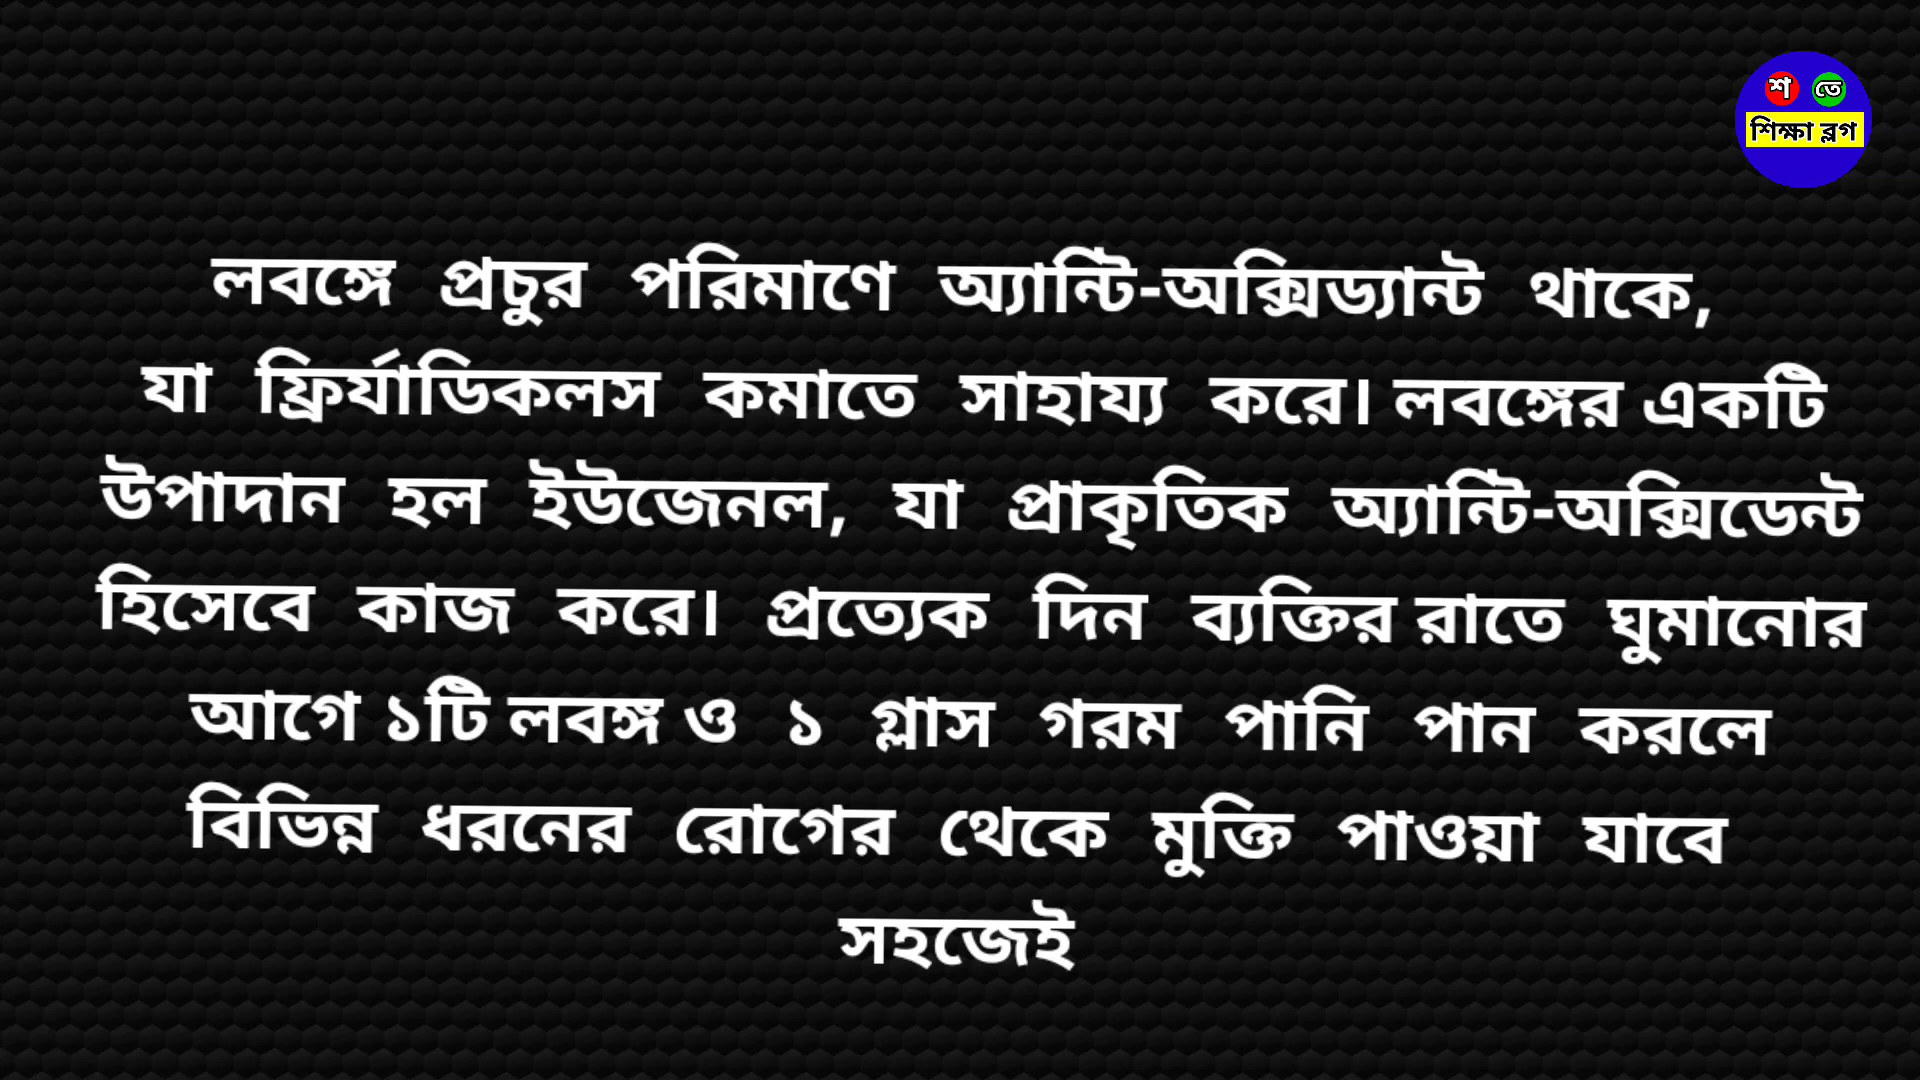 শ তে
শিক্ষা ব্লগ
লবঙ্গে প্রচুর পরিমাণে অ্যান্টি-অক্সিড্যান্ট থাকে,
যা ফ্রির্যাডিকলস কমাতে সাহায্য করে। লবঙ্গের একটি
উপাদান হল ইউজেনল, যা প্রাকৃতিক অ্যান্টি-অক্সিডেন্ট
হিসেবে কাজ করে। প্রত্যেক দিন ব্যক্তির রাতে ঘুমানোর
আগে ১টি লবঙ্গ ও ১ গ্লাস গরম পানি পান করলে
বিভিন্ন ধরনের রোগের থেকে মুক্তি পাওয়া যাবে
সহজেই